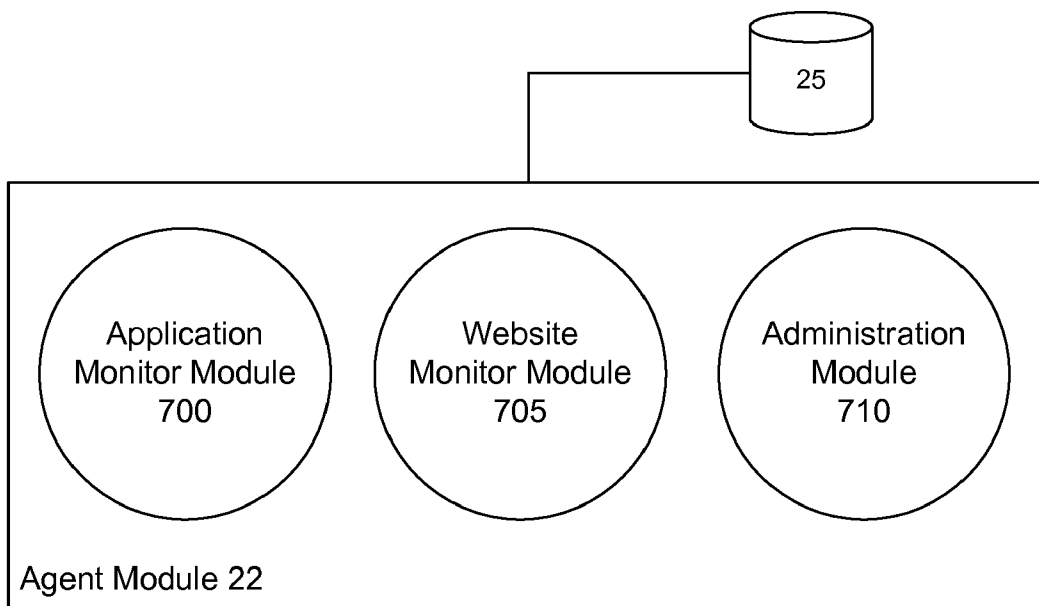 25
Application
Monitor Module
700
Website
Monitor Module
705
Administration
Module
710
Agent Module 22